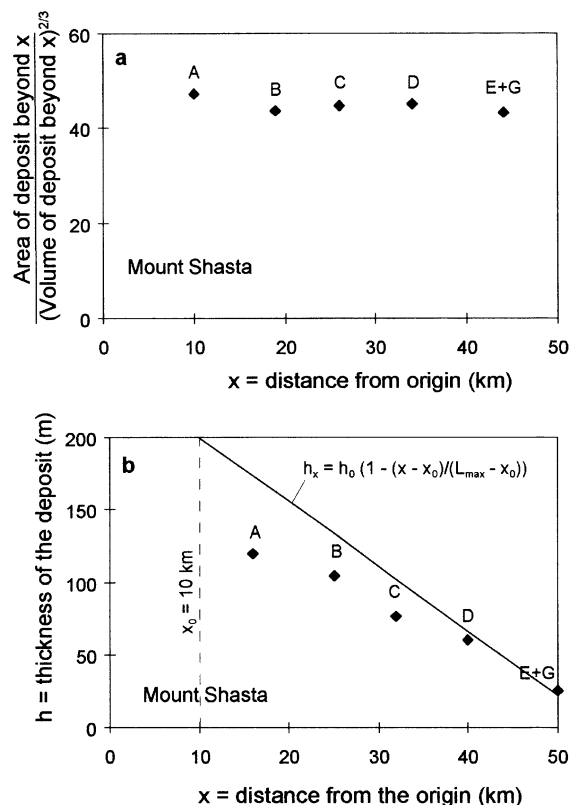 Area of deposit beyond x
(Volume of deposit beyond x)^2/3
a
60
40
20
0
A
B
C
D
E+G
Mount Shasta
0 10 20 30 40 50
x = distance from origin (km)
h = thickness of the deposit (m)
b
200
150
100
50
0
h_x = h_0 (1 - (x - x_0)/(L_max - x_0))
x_0 = 10 km
A
B
C
D
E+G
Mount Shasta
0 10 20 30 40 50
x = distance from the origin (km)